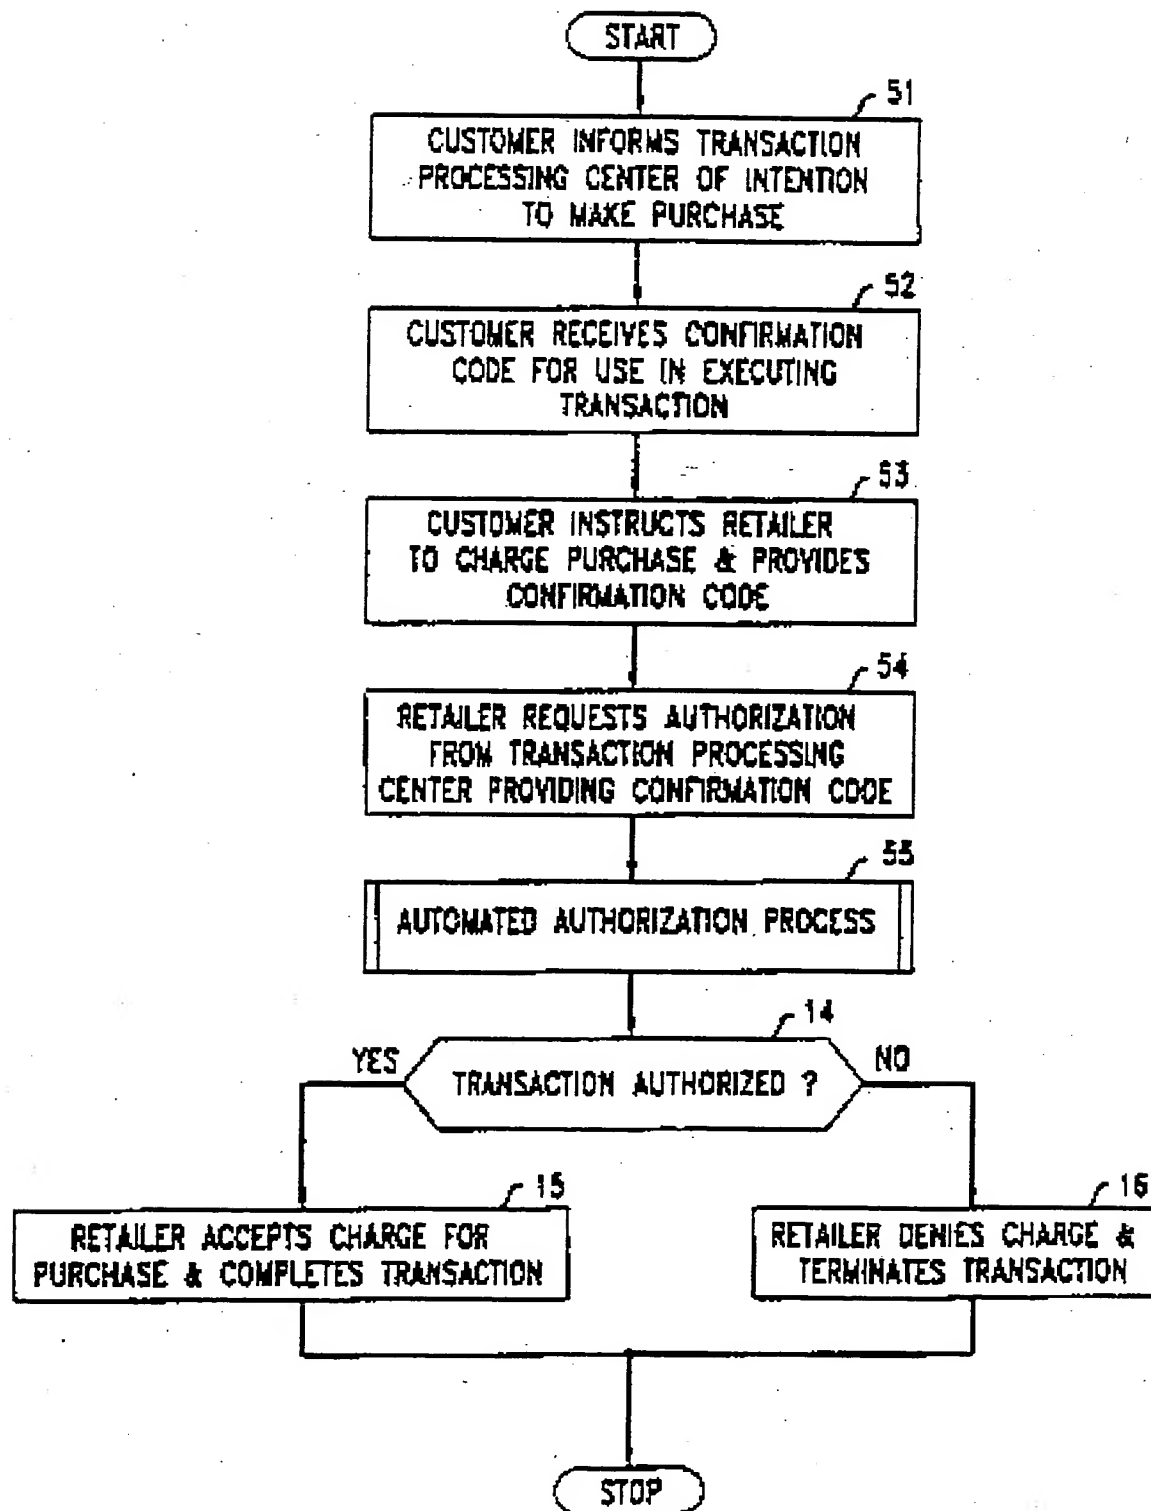 START
51
CUSTOMER INFORMS TRANSACTION
PROCESSING CENTER OF INTENTION
TO MAKE PURCHASE
52
CUSTOMER RECEIVES CONFIRMATION
CODE FOR USE IN EXECUTING
TRANSACTION
53
CUSTOMER INSTRUCTS RETAILER
TO CHARGE PURCHASE & PROVIDES
CONFIRMATION CODE
54
RETAILER REQUESTS AUTHORIZATION
FROM TRANSACTION PROCESSING
CENTER PROVIDING CONFIRMATION CODE
55
AUTOMATED AUTHORIZATION PROCESS
14
YES
NO
TRANSACTION AUTHORIZED ?
15
RETAILER ACCEPTS CHARGE FOR
PURCHASE & COMPLETES TRANSACTION
16
RETAILER DENIES CHARGE &
TERMINATES TRANSACTION
STOP